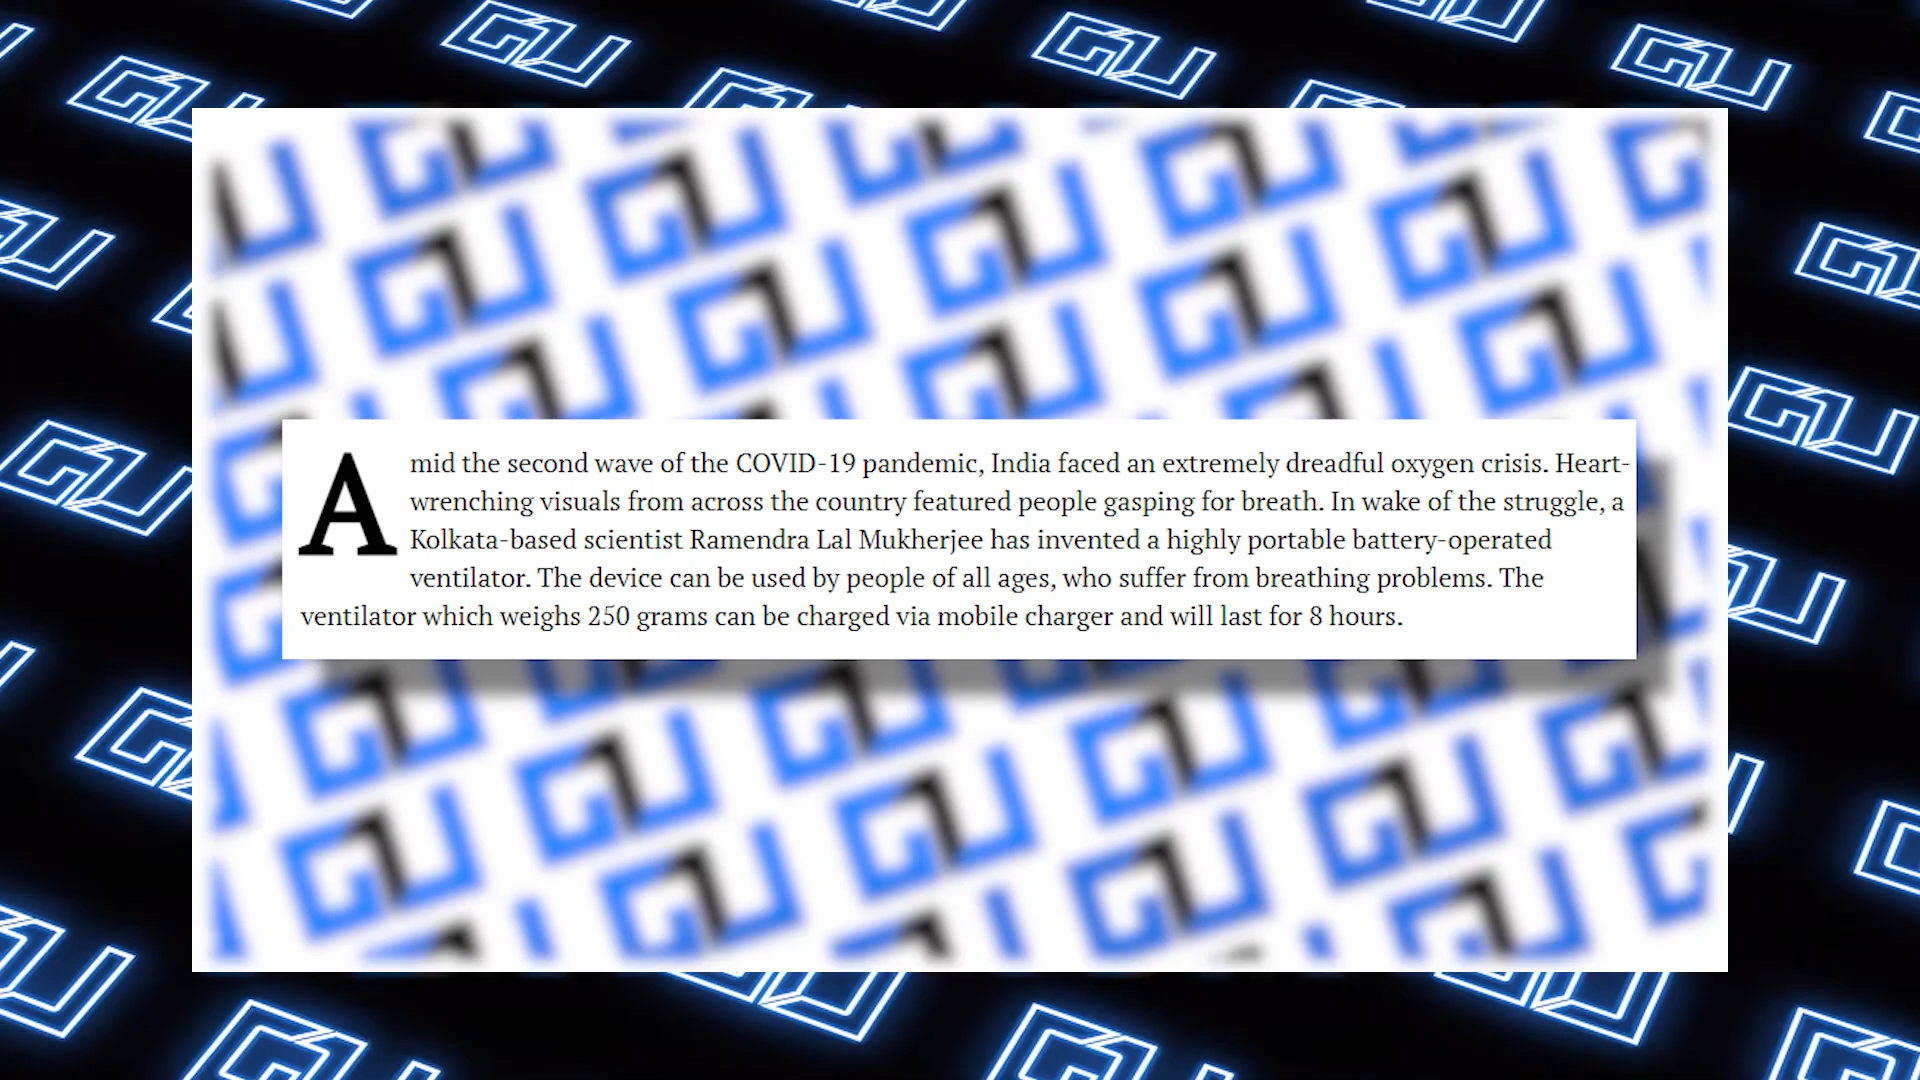 Amid the second wave of the COVID-19 pandemic, India faced an extremely dreadful oxygen crisis. Heart-
wrenching visuals from across the country featured people gasping for breath. In wake of the struggle, a
Kolkata-based scientist Ramendra Lal Mukherjee has invented a highly portable battery-operated
ventilator. The device can be used by people of all ages, who suffer from breathing problems. The
ventilator which weighs 250 grams can be charged via mobile charger and will last for 8 hours.